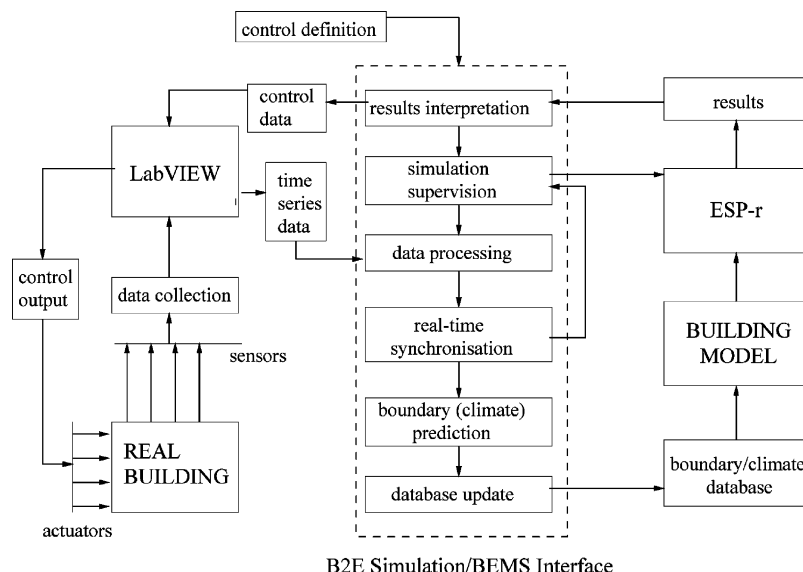 control definition
control
data
results interpretation
results
LabVIEW
time
series
data
simulation
supervision
ESP-r
control
output
data collection
data processing
sensors
real-time
synchronisation
BUILDING
MODEL
REAL
BUILDING
boundary (climate)
prediction
actuators
database update
boundary/climate
database
B2E Simulation/BEMS Interface